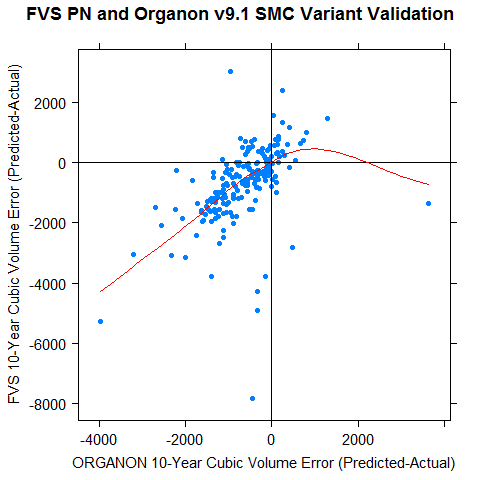 FVS PN and Organon v9.1 SMC Variant Validation
FVS 10-Year Cubic Volume Error (Predicted-Actual)
2000
0
-2000
-4000
-6000
-8000
-4000 -2000 0 2000
ORGANON 10-Year Cubic Volume Error (Predicted-Actual)